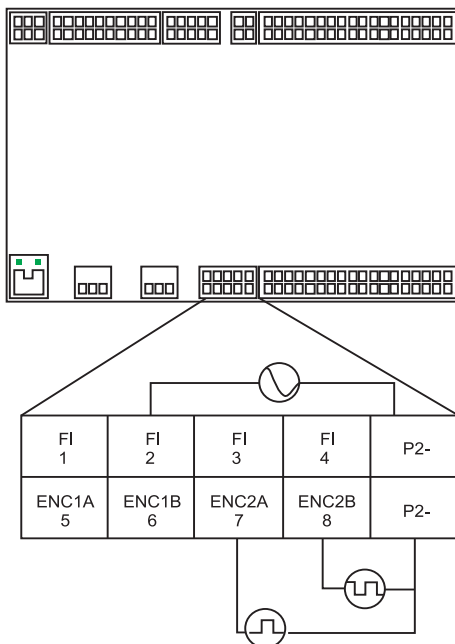 FI FI FI FI P2-
1 2 3 4
ENC1A ENC1B ENC2A ENC2B P2-
5 6 7 8